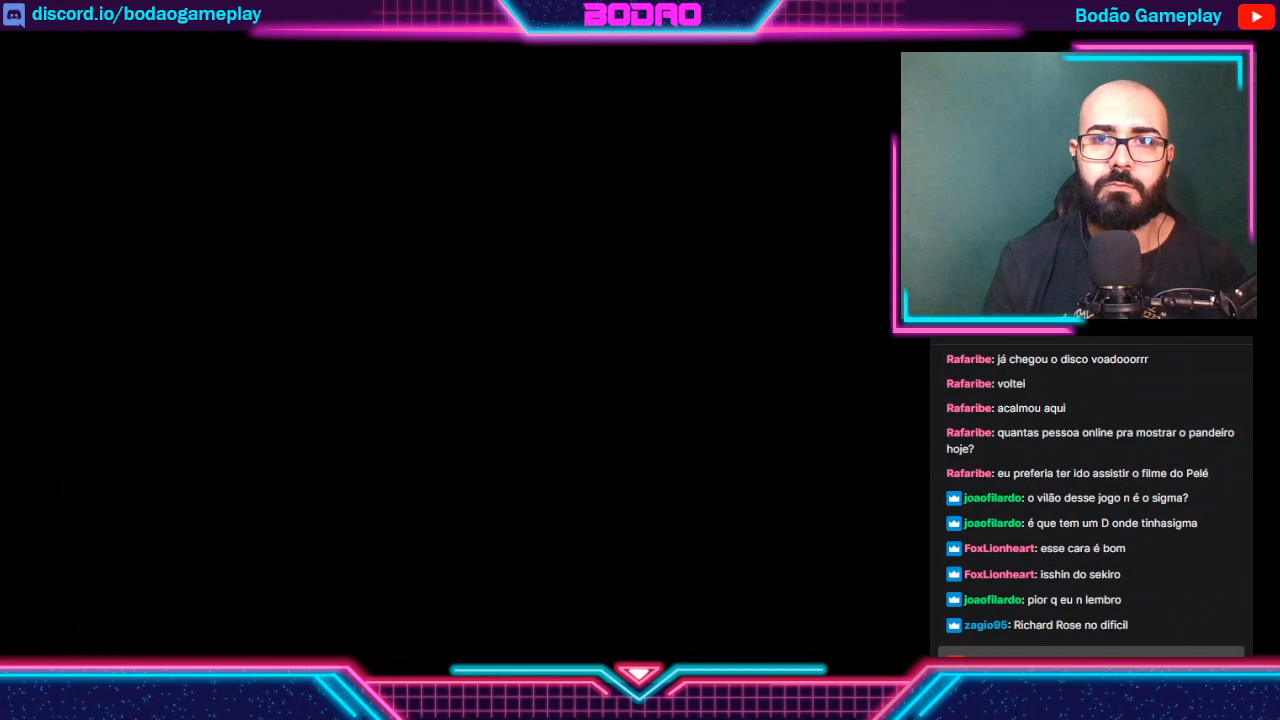 discord.io/bodaogameplay
BODAO
Bodão Gameplay
Rafaribe: já chegou o disco voadooorrr
Rafaribe: voltei
Rafaribe: acalmou aqui
Rafaribe: quantas pessoa online pra mostrar o pandeiro
hoje?
Rafaribe: eu preferia ter ido assistir o filme do Pelé
joaofilardo: o vilão desse jogo n é o sigma?
joaofilardo: é que tem um D onde tinhasigma
FoxLionheart: esse cara é bom
FoxLionheart: isshin do sekiro
joaofilardo: pior q eu n lembro
zagio95: Richard Rose no dificil